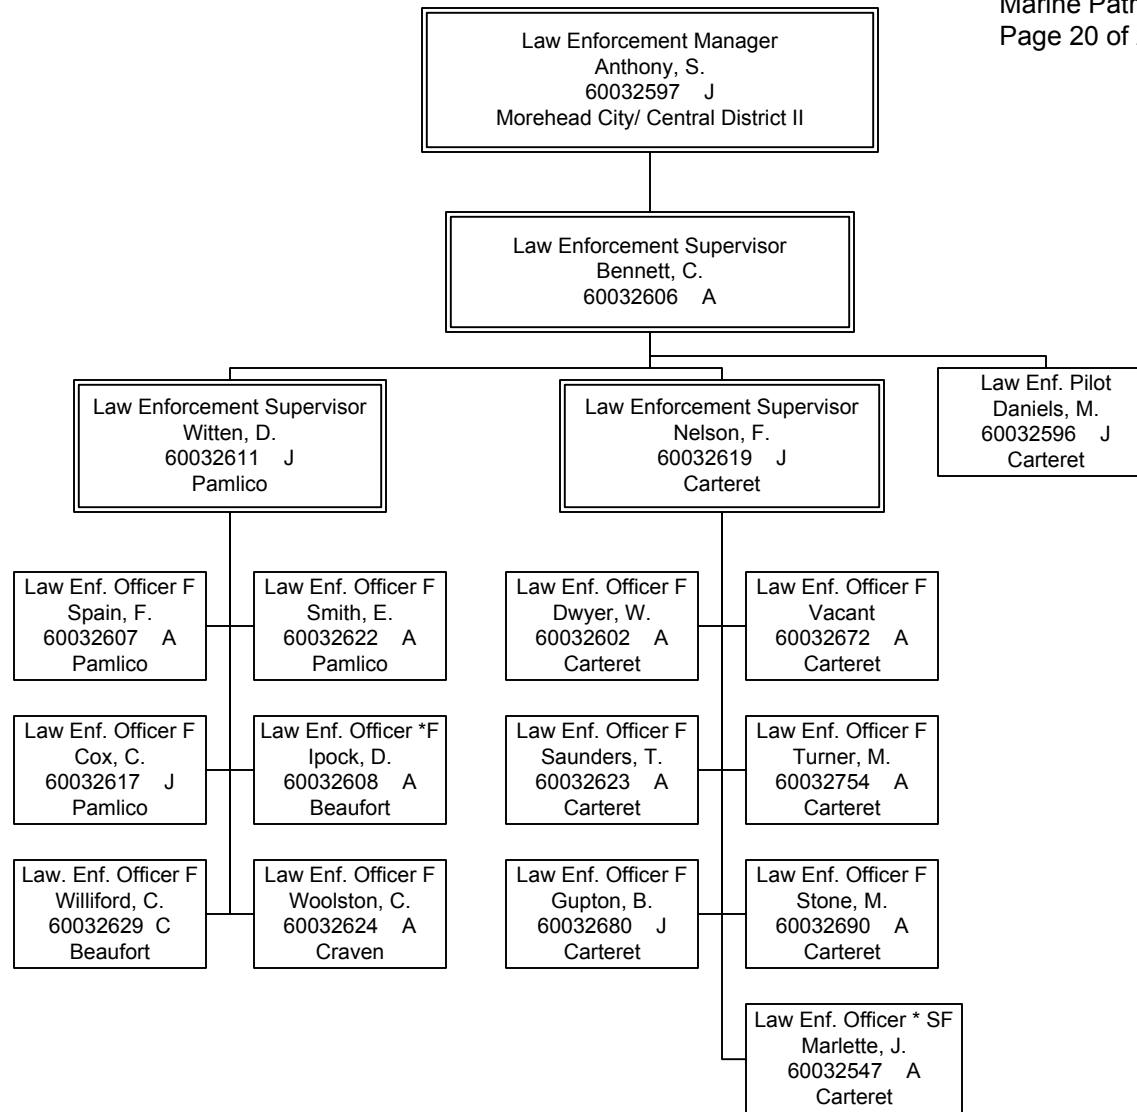 Marine Patr
Page 20 of
Law Enforcement Manager
Anthony, S.
60032597 J
Morehead City/ Central District II
Law Enforcement Supervisor
Bennett, C.
60032606 A
Law Enforcement Supervisor
Witten, D.
60032611 J
Pamlico
Law Enforcement Supervisor
Nelson, F.
60032619 J
Carteret
Law Enf. Pilot
Daniels, M.
60032596 J
Carteret
Law Enf. Officer F
Spain, F.
60032607 A
Pamlico
Law Enf. Officer F
Smith, E.
60032622 A
Pamlico
Law Enf. Officer F
Dwyer, W.
60032602 A
Carteret
Law Enf. Officer F
Vacant
60032672 A
Carteret
Law Enf. Officer F
Cox, C.
60032617 J
Pamlico
Law Enf. Officer *F
Ipock, D.
60032608 A
Beaufort
Law Enf. Officer F
Saunders, T.
60032623 A
Carteret
Law Enf. Officer F
Turner, M.
60032754 A
Carteret
Law. Enf. Officer F
Williford, C.
60032629 C
Beaufort
Law Enf. Officer F
Woolston, C.
60032624 A
Craven
Law Enf. Officer F
Gupton, B.
60032680 J
Carteret
Law Enf. Officer F
Stone, M.
60032690 A
Carteret
Law Enf. Officer * SF
Marlette, J.
60032547 A
Carteret